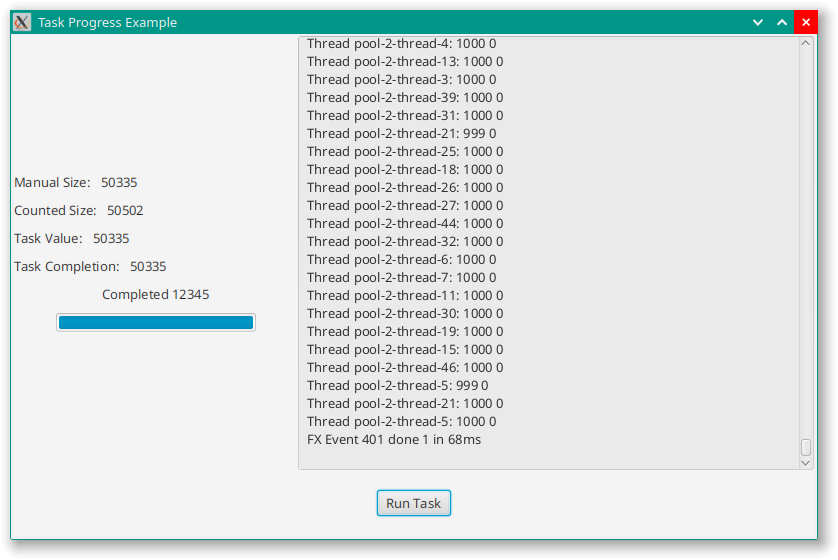 Task Progress Example
Manual Size: 50335
Counted Size: 50502
Task Value: 50335
Task Completion: 50335
Completed 12345
Thread pool-2-thread-4: 1000 0
Thread pool-2-thread-13: 1000 0
Thread pool-2-thread-3: 1000 0
Thread pool-2-thread-39: 1000 0
Thread pool-2-thread-31: 1000 0
Thread pool-2-thread-21: 999 0
Thread pool-2-thread-25: 1000 0
Thread pool-2-thread-18: 1000 0
Thread pool-2-thread-26: 1000 0
Thread pool-2-thread-27: 1000 0
Thread pool-2-thread-44: 1000 0
Thread pool-2-thread-32: 1000 0
Thread pool-2-thread-6: 1000 0
Thread pool-2-thread-7: 1000 0
Thread pool-2-thread-11: 1000 0
Thread pool-2-thread-30: 1000 0
Thread pool-2-thread-19: 1000 0
Thread pool-2-thread-15: 1000 0
Thread pool-2-thread-46: 1000 0
Thread pool-2-thread-5: 999 0
Thread pool-2-thread-21: 1000 0
Thread pool-2-thread-5: 1000 0
FX Event 401 done 1 in 68ms
Run Task